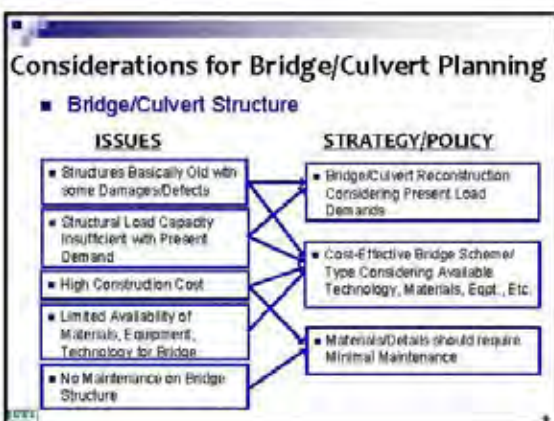 Considerations for Bridge/Culvert Planning
■ Bridge/Culvert Structure
ISSUES
■ Structures Basically Old with
some Damages/Defects
■ Structural Load Capacity
Insufficient with Present
Demand
■ High Construction Cost
■ Limited Availability of
Materials, Equipment,
Technology for Bridge
■ No Maintenance on Bridge
Structure
STRATEGY/POLICY
■ Bridge/Culvert Reconstruction
Considering Present Load
Demands
■ Cost-Effective Bridge Scheme/
Type Considering Available
Technology, Materials, Eqpt., Etc.
■ Materials/Details should require
Minimal Maintenance